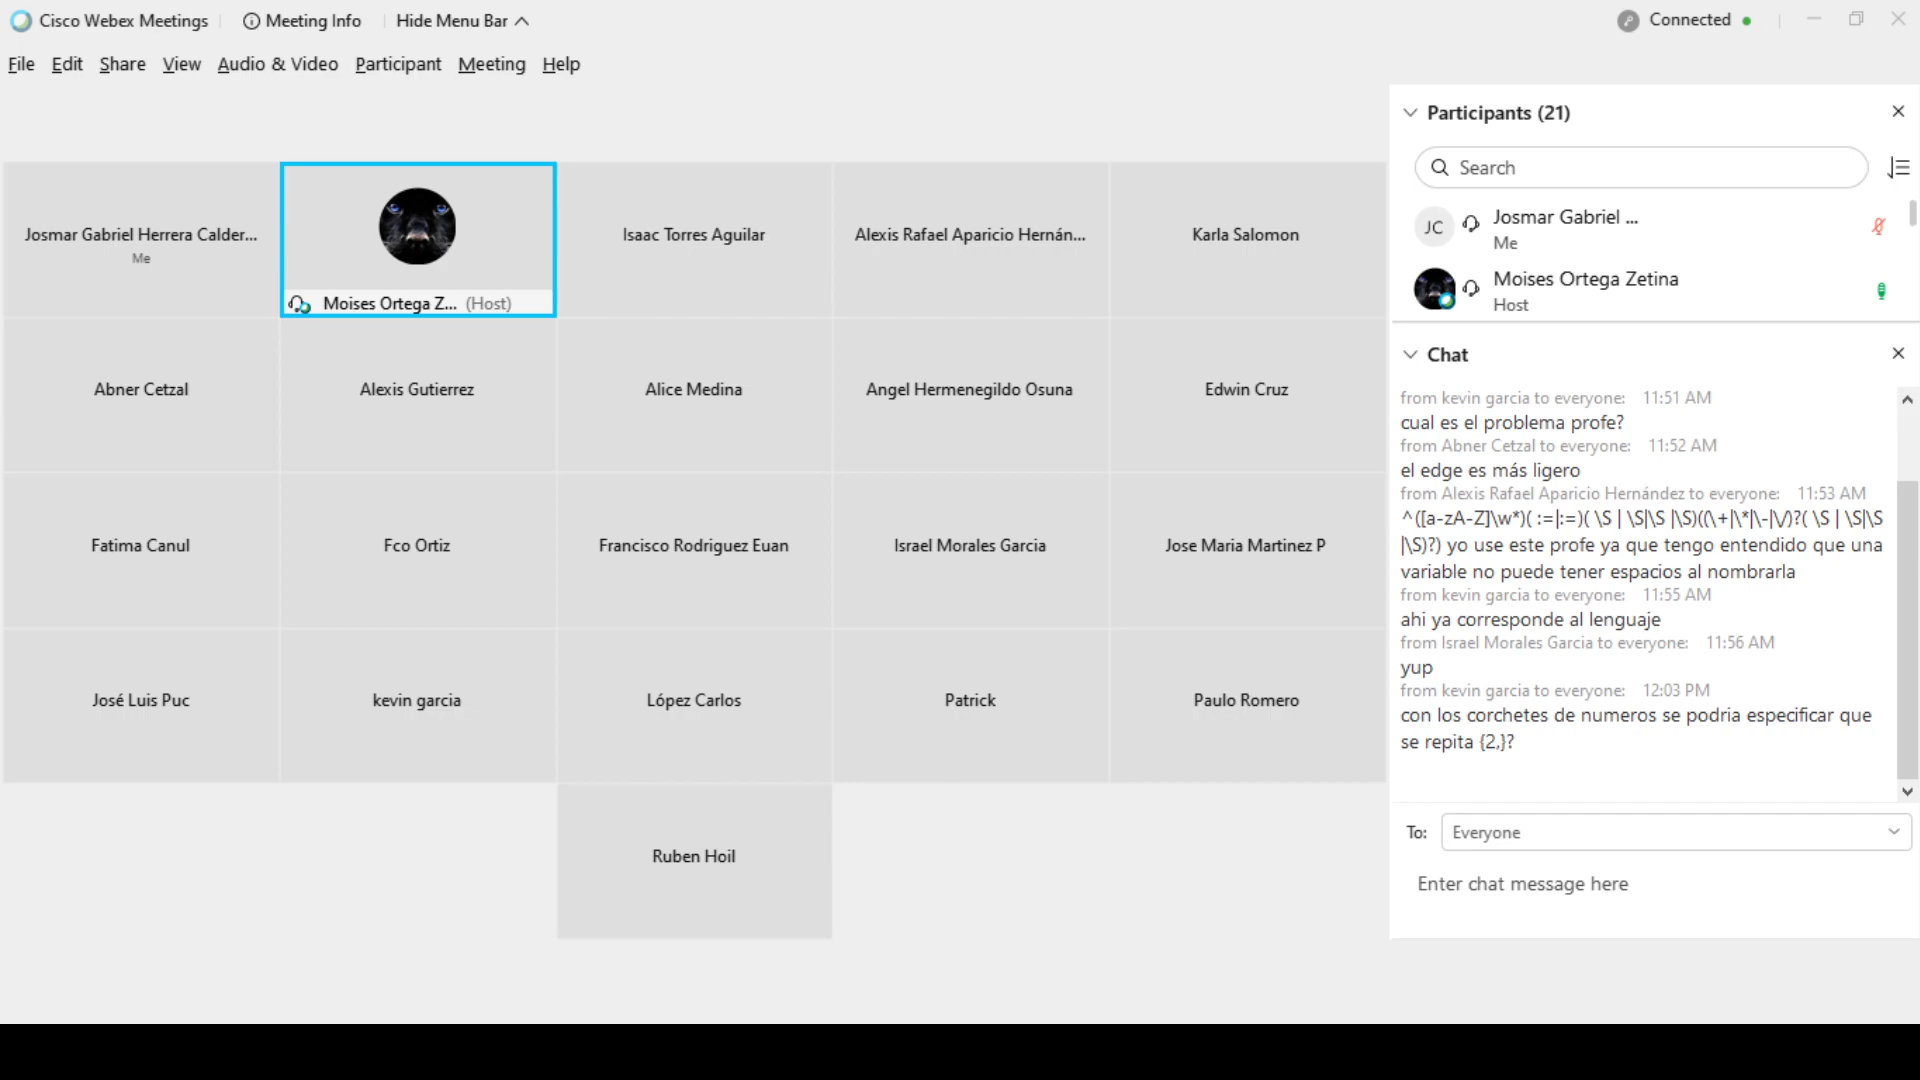 Cisco Webex Meetings
Meeting Info
Hide Menu Bar
Connected
File Edit Share View Audio & Video Participant Meeting Help
Participants (21)
Search
JC
Josmar Gabriel ...
Me
Moises Ortega Zetina
Host
Josmar Gabriel Herrera Calder...
Me
Moises Ortega Z... (Host)
Isaac Torres Aguilar
Alexis Rafael Aparicio Hernán...
Karla Salomon
Abner Cetzal
Alexis Gutierrez
Alice Medina
Angel Hermenegildo Osuna
Edwin Cruz
Fatima Canul
Fco Ortiz
Francisco Rodriguez Euan
Israel Morales Garcia
Jose Maria Martinez P
José Luis Puc
kevin garcia
López Carlos
Patrick
Paulo Romero
Ruben Hoil
Chat
from kevin garcia to everyone: 11:51 AM
cual es el problema profe?
from Abner Cetzal to everyone: 11:52 AM
el edge es más ligero
from Alexis Rafael Aparicio Hernández to everyone: 11:53 AM
^([a-zA-Z]\w*)( :=|:=)( \S | \S|\S |\S)((\+|\*|\-|\/)?( \S | \S|\S
|\S)?) yo use este profe ya que tengo entendido que una
variable no puede tener espacios al nombrarla
from kevin garcia to everyone: 11:55 AM
ahi ya corresponde al lenguaje
from Israel Morales Garcia to everyone: 11:56 AM
yup
from kevin garcia to everyone: 12:03 PM
con los corchetes de numeros se podria especificar que
se repita {2,}?
To: Everyone
Enter chat message here